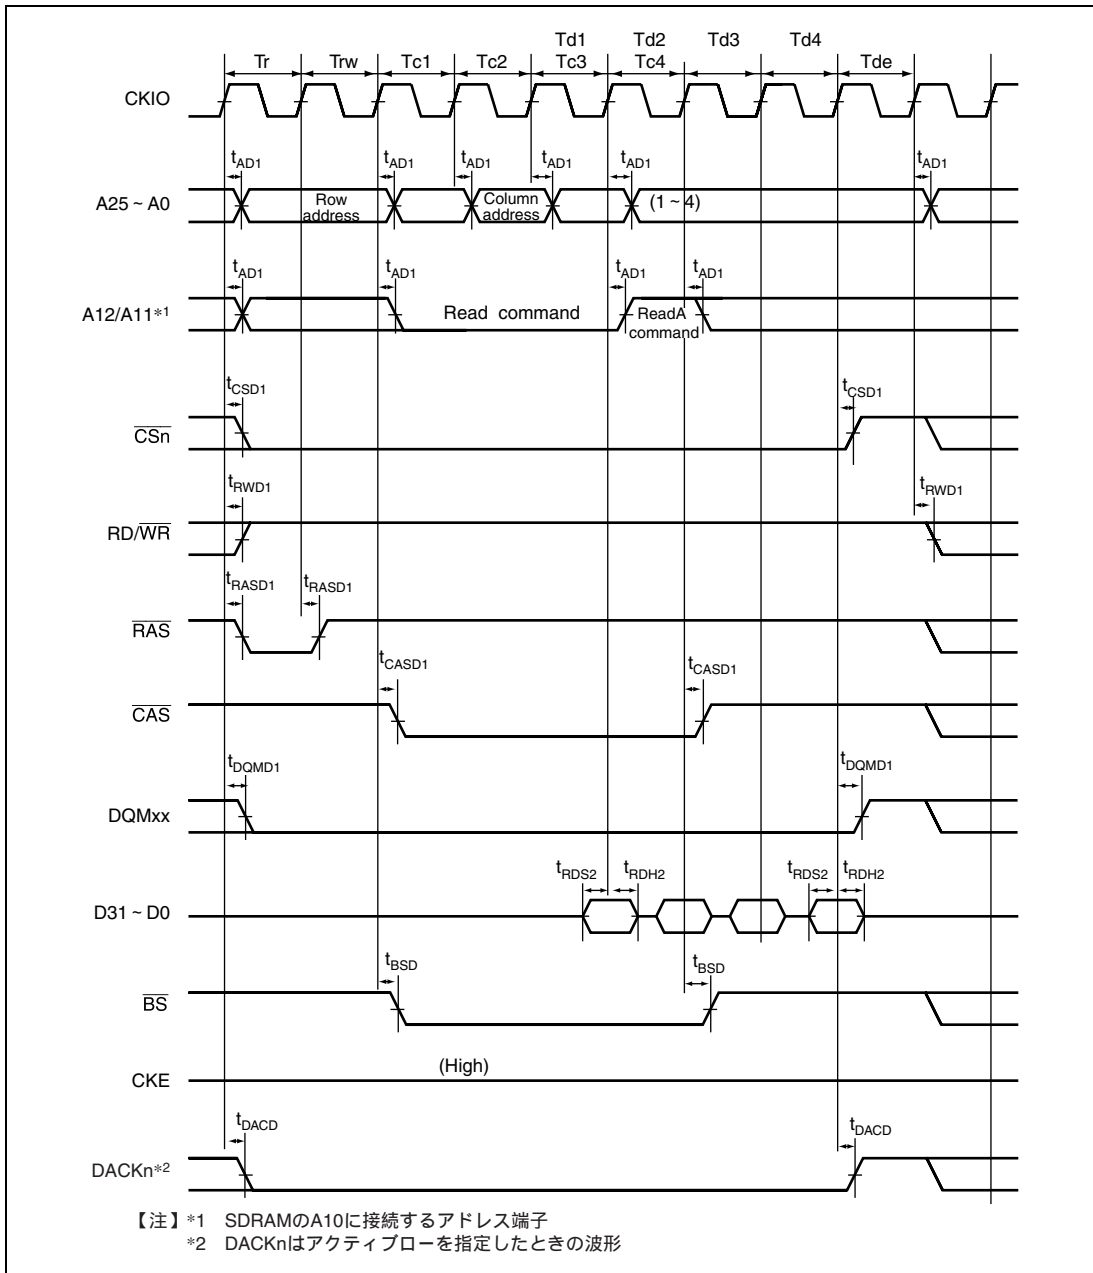 Td1 Td2 Td3 Td4
Tr Trw Tc1 Tc2 Tc3 Tc4 Tde
CKIO
tAD1 tAD1 tAD1 tAD1 tAD1 tAD1
A25 ~ A0 Row address Column address (1 ~ 4)
tAD1 tAD1 tAD1 tAD1
A12/A11*1 Read command ReadA command
tCSD1 tCSD1
CSn
tRWD1 tRWD1
RD/WR
tRASD1 tRASD1
RAS
tCASD1 tCASD1
CAS
tDQMD1 tDQMD1
DQMxx
tRDS2 tRDH2 tRDS2 tRDH2
D31 ~ D0
tBSD tBSD
BS
(High)
CKE
tDACD tDACD
DACKn*2
【注】*1 SDRAMのA10に接続するアドレス端子
*2 DACKnはアクティブローを指定したときの波形